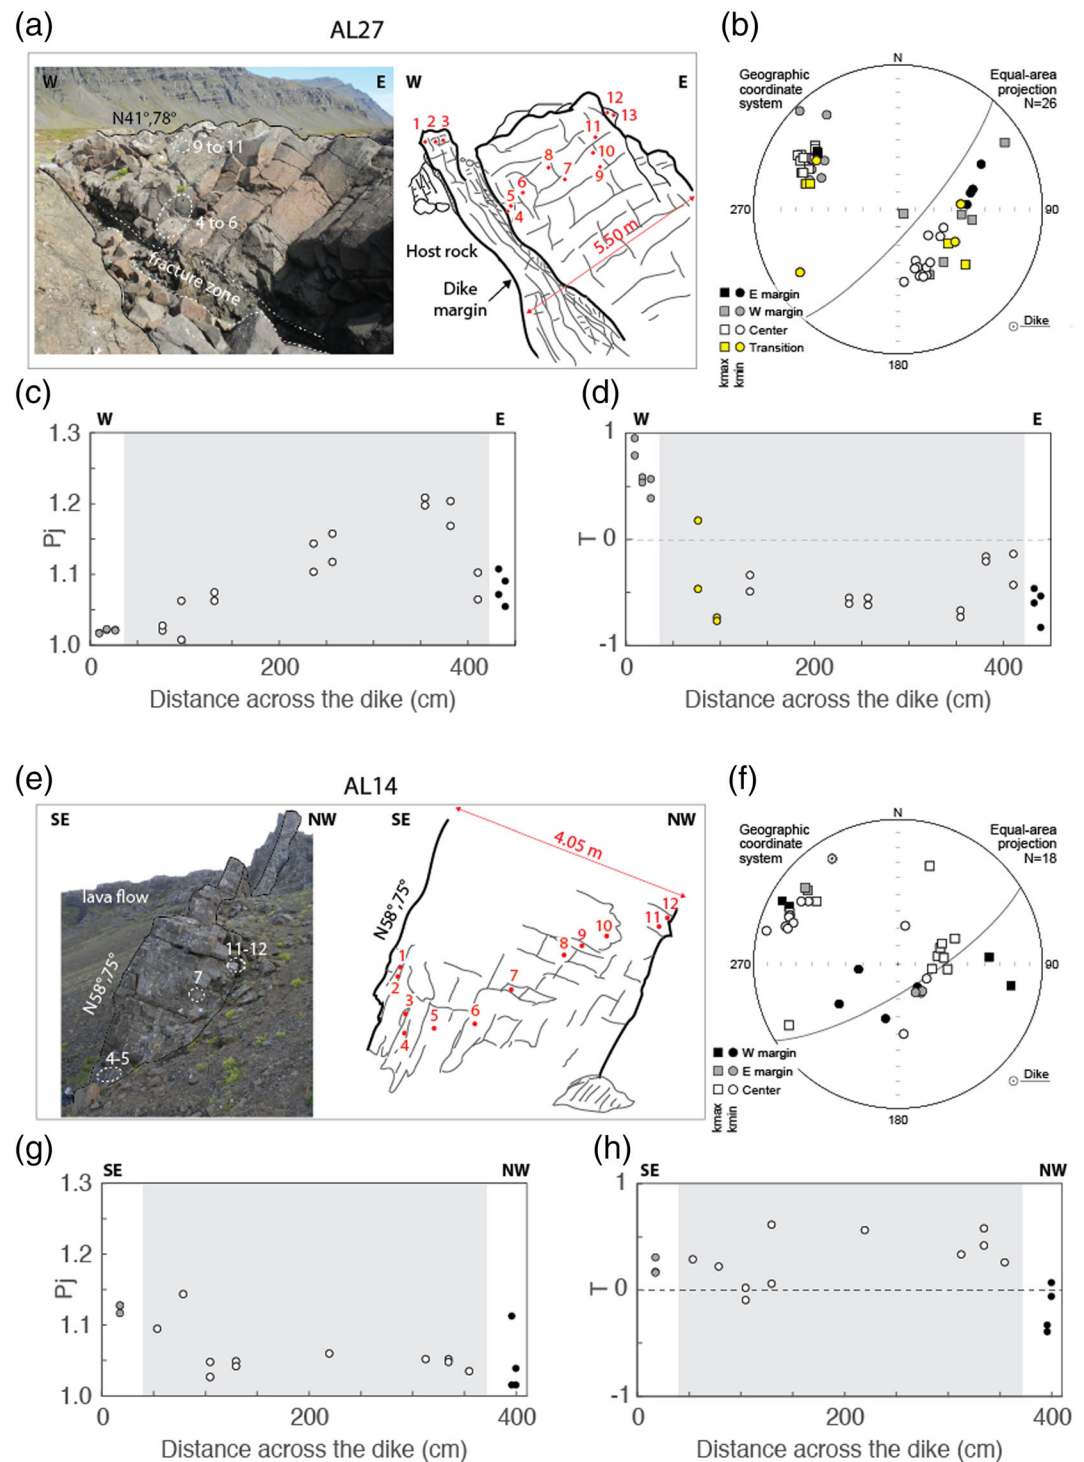 (a)
AL27
W
E
N41°,78°
9 to 11
4 to 6
fracture zone
W
E
1 2 3
12
13
11
10
9
8
7
6
5
4
5.50 m
Host rock
Dike
margin
(b)
Geographic
coordinate
system
N
Equal-area
projection
N=26
270
90
180
E margin
W margin
Center
Transition
kmax
kmin
Dike
(c)
W
E
1.3
1.2
1.1
1.0
Pj
0
200
400
Distance across the dike (cm)
(d)
W
E
1
0
-1
T
0
200
400
Distance across the dike (cm)
(e)
AL14
SE
NW
lava flow
N58°,75°
11-12
7
4-5
SE
NW
4.05 m
N58°,75°
1
2
3
4
5
6
7
8
9
10
11
12
(f)
Geographic
coordinate
system
N
Equal-area
projection
N=18
270
90
180
W margin
E margin
Center
kmax
kmin
Dike
(g)
SE
NW
1.3
1.2
1.1
1.0
Pj
0
200
400
Distance across the dike (cm)
(h)
SE
NW
1
0
-1
T
0
200
400
Distance across the dike (cm)